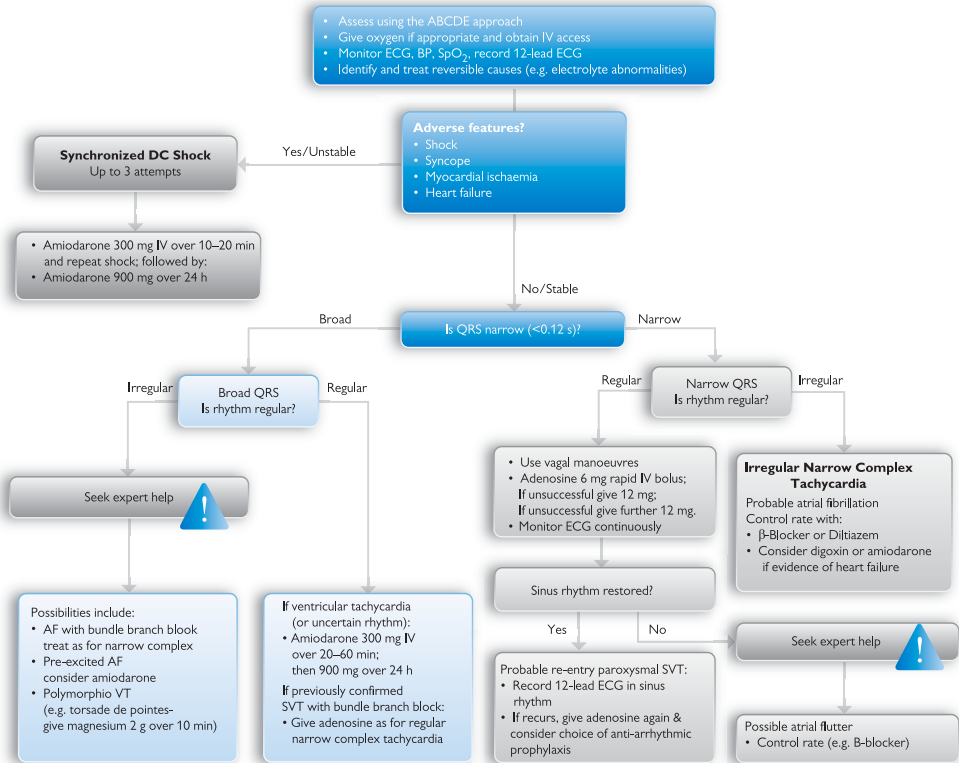 • Assess using the ABCDE approach
• Give oxygen if appropriate and obtain IV access
• Monitor ECG, BP, SpO₂, record 12-lead ECG
• Identify and treat reversible causes (e.g. electrolyte abnormalities)
Adverse features?
• Shock
• Syncope
• Myocardial ischaemia
• Heart failure
Yes/Unstable
Synchronized DC Shock
Up to 3 attempts
• Amiodarone 300 mg IV over 10–20 min
and repeat shock; followed by:
• Amiodarone 900 mg over 24 h
No/Stable
Is QRS narrow (<0.12 s)?
Broad
Narrow
Broad QRS
Is rhythm regular?
Irregular
Regular
Narrow QRS
Is rhythm regular?
Regular
Irregular
Seek expert help
!
Possibilities include:
• AF with bundle branch blook
treat as for narrow complex
• Pre-excited AF
consider amiodarone
• Polymorphio VT
(e.g. torsade de pointes-
give magnesium 2 g over 10 min)
If ventricular tachycardia
(or uncertain rhythm):
• Amiodarone 300 mg IV
over 20–60 min;
then 900 mg over 24 h
If previously confirmed
SVT with bundle branch block:
• Give adenosine as for regular
narrow complex tachycardia
• Use vagal manoeuvres
• Adenosine 6 mg rapid IV bolus;
If unsuccessful give 12 mg;
If unsuccessful give further 12 mg.
• Monitor ECG continuously
Sinus rhythm restored?
Yes
No
Probable re-entry paroxysmal SVT:
• Record 12-lead ECG in sinus
rhythm
• If recurs, give adenosine again &
consider choice of anti-arrhythmic
prophylaxis
Irregular Narrow Complex
Tachycardia
Probable atrial fibrillation
Control rate with:
• β-Blocker or Diltiazem
• Consider digoxin or amiodarone
if evidence of heart failure
Seek expert help
!
Possible atrial flutter
• Control rate (e.g. B-blocker)